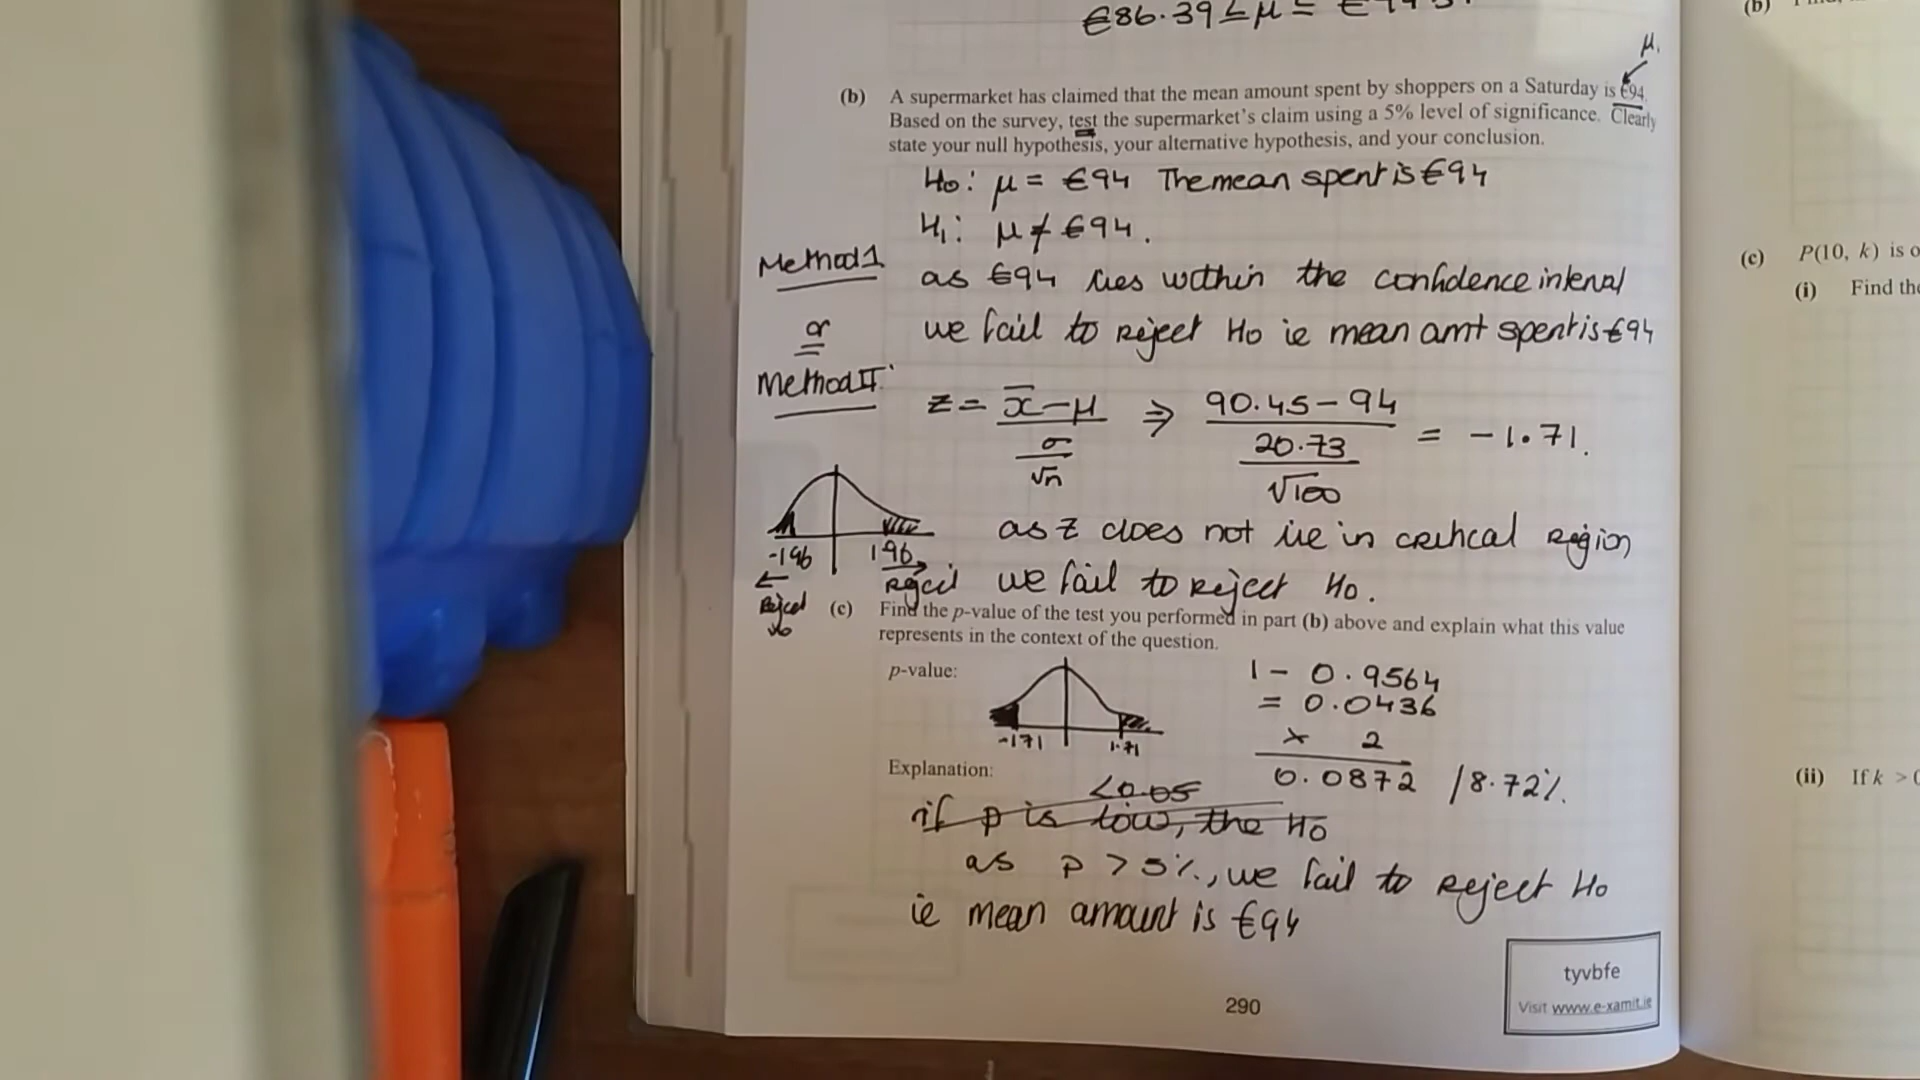 €86.39 ≤ μ ≤ €
(b)
μ.
(b) A supermarket has claimed that the mean amount spent by shoppers on a Saturday is €94.
Based on the survey, test the supermarket's claim using a 5% level of significance. Clearly
state your null hypothesis, your alternative hypothesis, and your conclusion.
Ho: μ = €94 The mean spent is €94
H1: μ ≠ €94.
Method 1
as €94 lies within the confidence interval
or
we fail to reject Ho ie mean amt spent is €94
Method II:
z = x̄ - μ / σ / √n ⇒ 90.45 - 94 / 20.73 / √100 = -1.71.
-1.96 1.96
as z does not lie in critical region,
Reject
we fail to reject Ho.
Reject
Ho
(c) Find the p-value of the test you performed in part (b) above and explain what this value
represents in the context of the question.
p-value:
-1.71 1.71
1 - 0.9564
= 0.0436
x 2
0.0872 / 8.72%.
Explanation:
<0.05
if p is low, the Ho
as P > 5%, we fail to reject Ho
ie mean amount is €94
290
tyvbfe
Visit www.e-xamit.ie
(c) P(10, k) is
(i) Find the
(ii) If k >